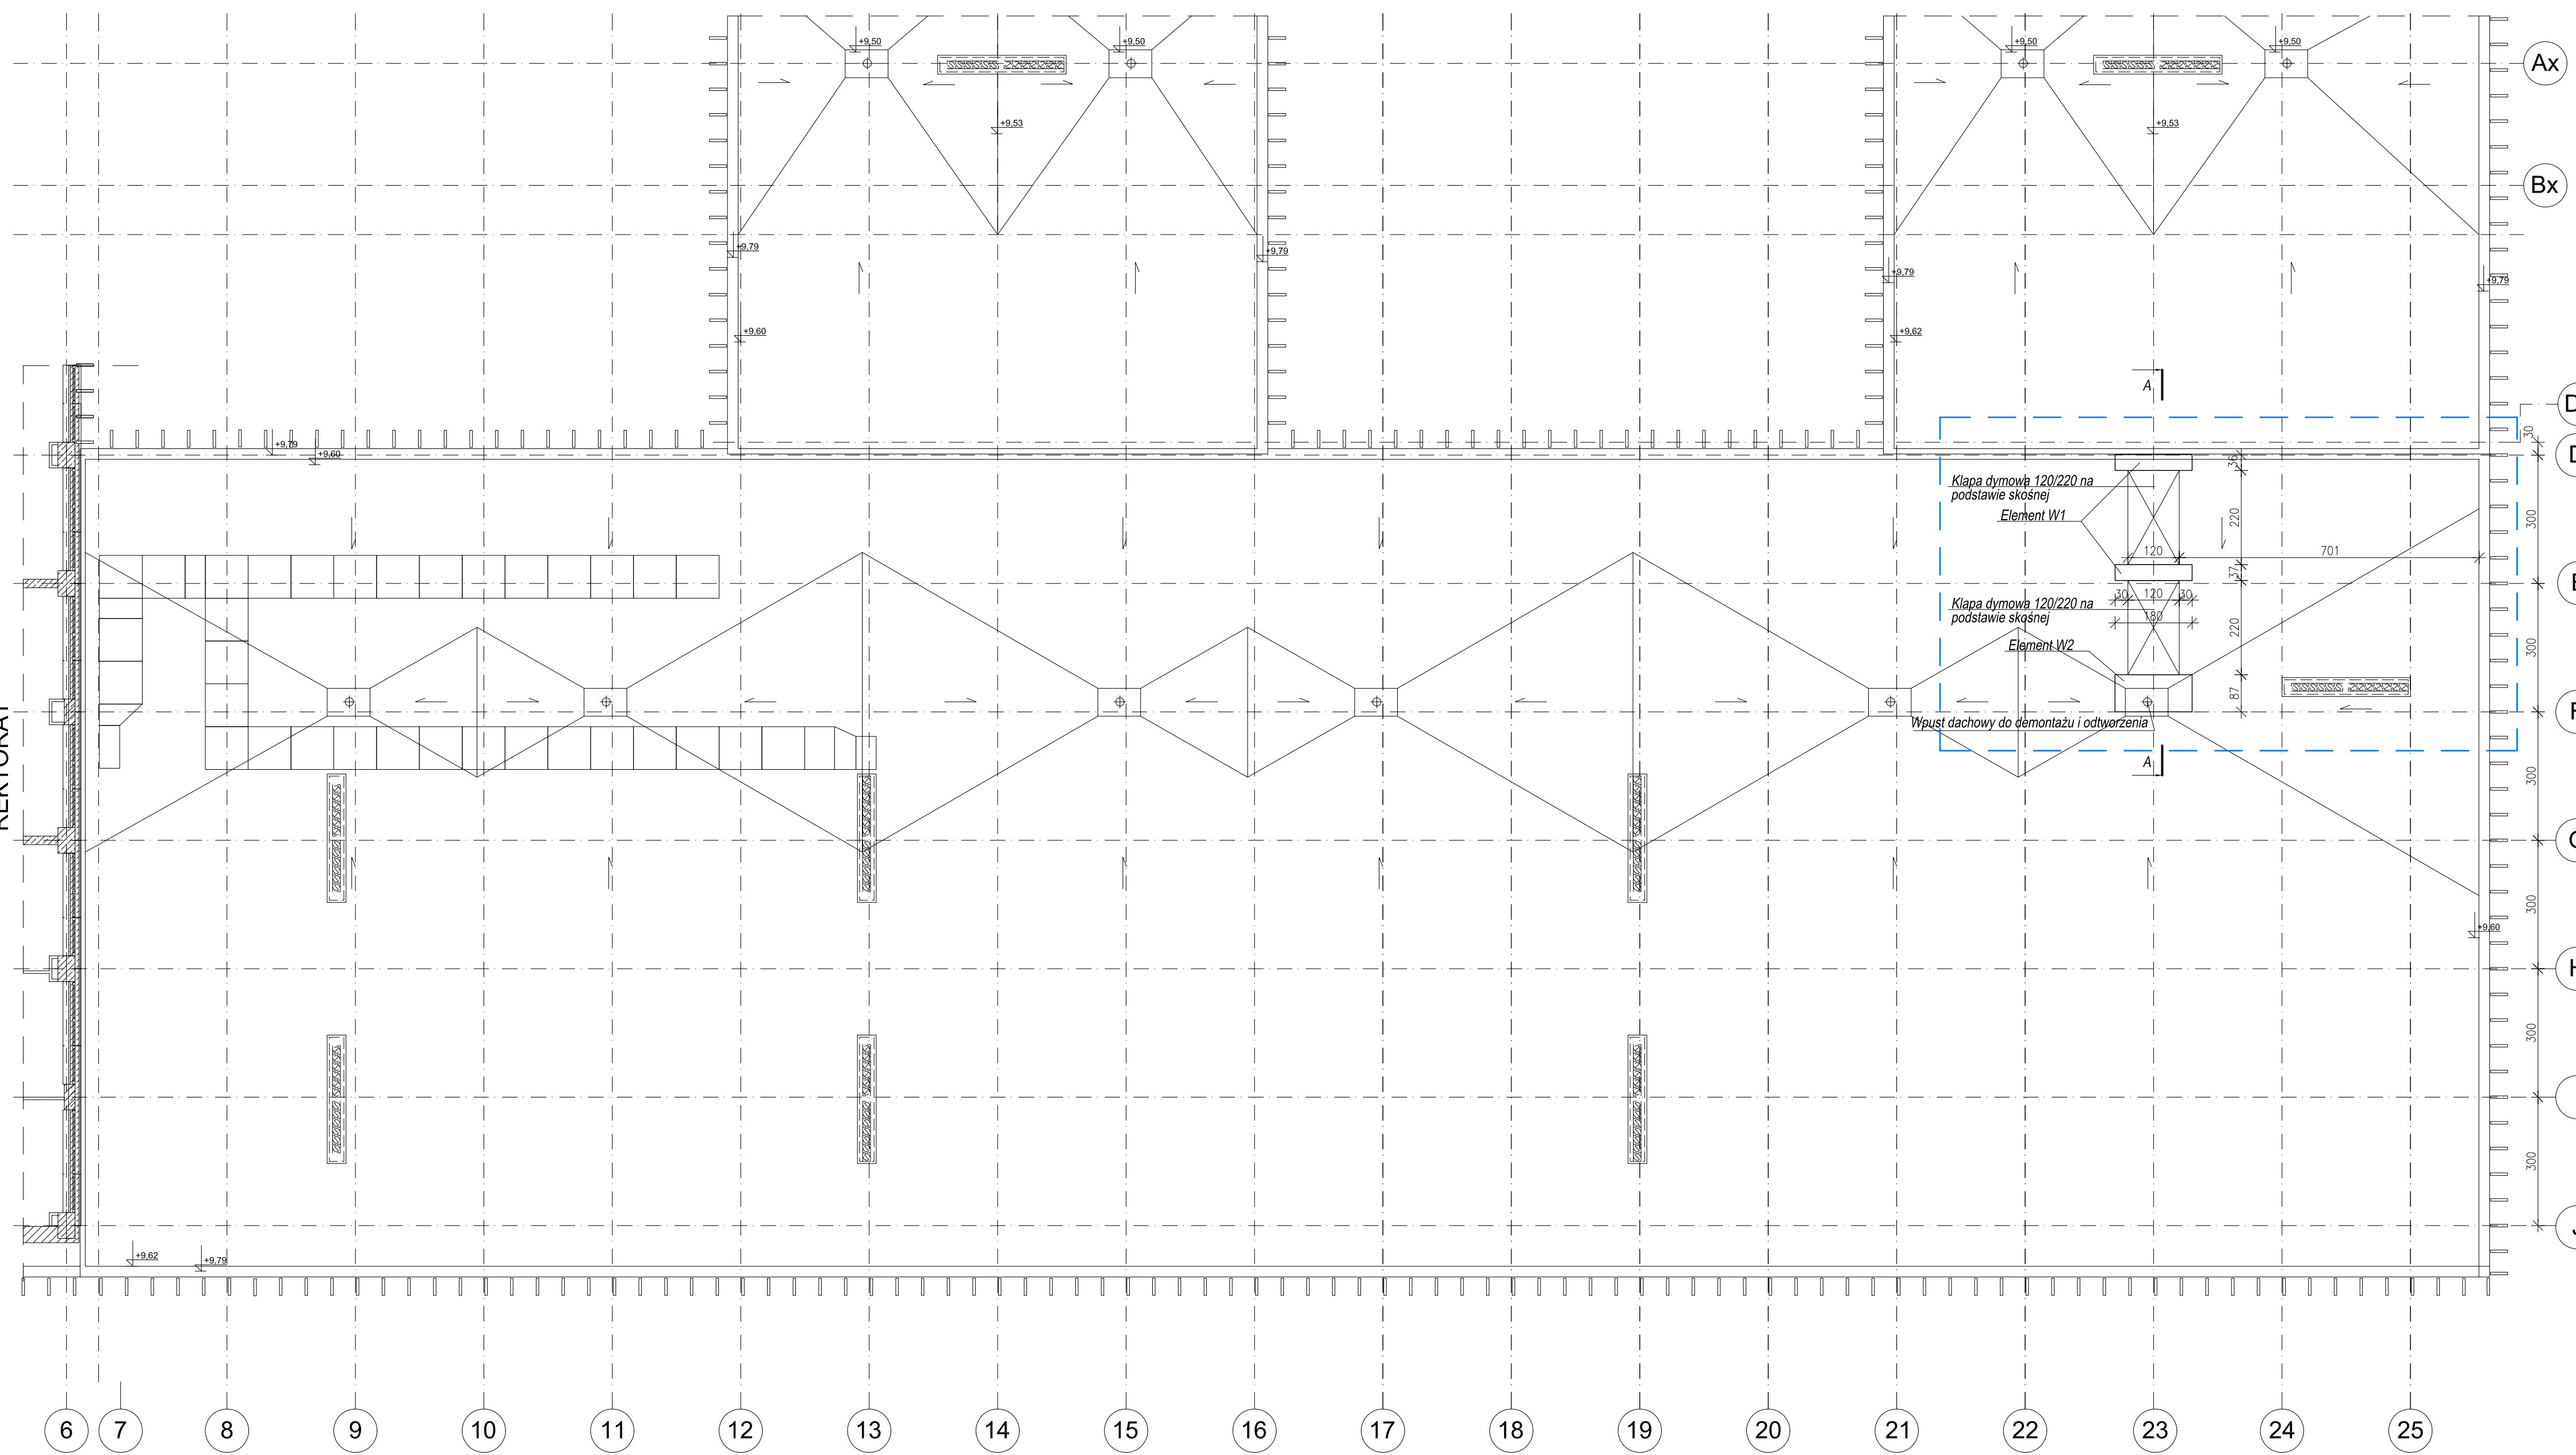 +9,50
+9,50
+9,50
+9,50
Ax
+9,53
+9,53
Bx
+9,79
+9,79
+9,79
+9,79
+9,60
+9,62
A
D
30
+9,79
+9,60
D
36
Klapa dymowa 120/220 na
podstawie skośnej
Element W1
220
300
120
701
37
E
30
120
30
Klapa dymowa 120/220 na
podstawie skośnej
180
220
300
Element W2
87
F
Wpust dachowy do demontażu i odtworzenia
REKTORAT
A
300
G
300
+9,60
H
300
300
J
+9,62
+9,79
6
7
8
9
10
11
12
13
14
15
16
17
18
19
20
21
22
23
24
25